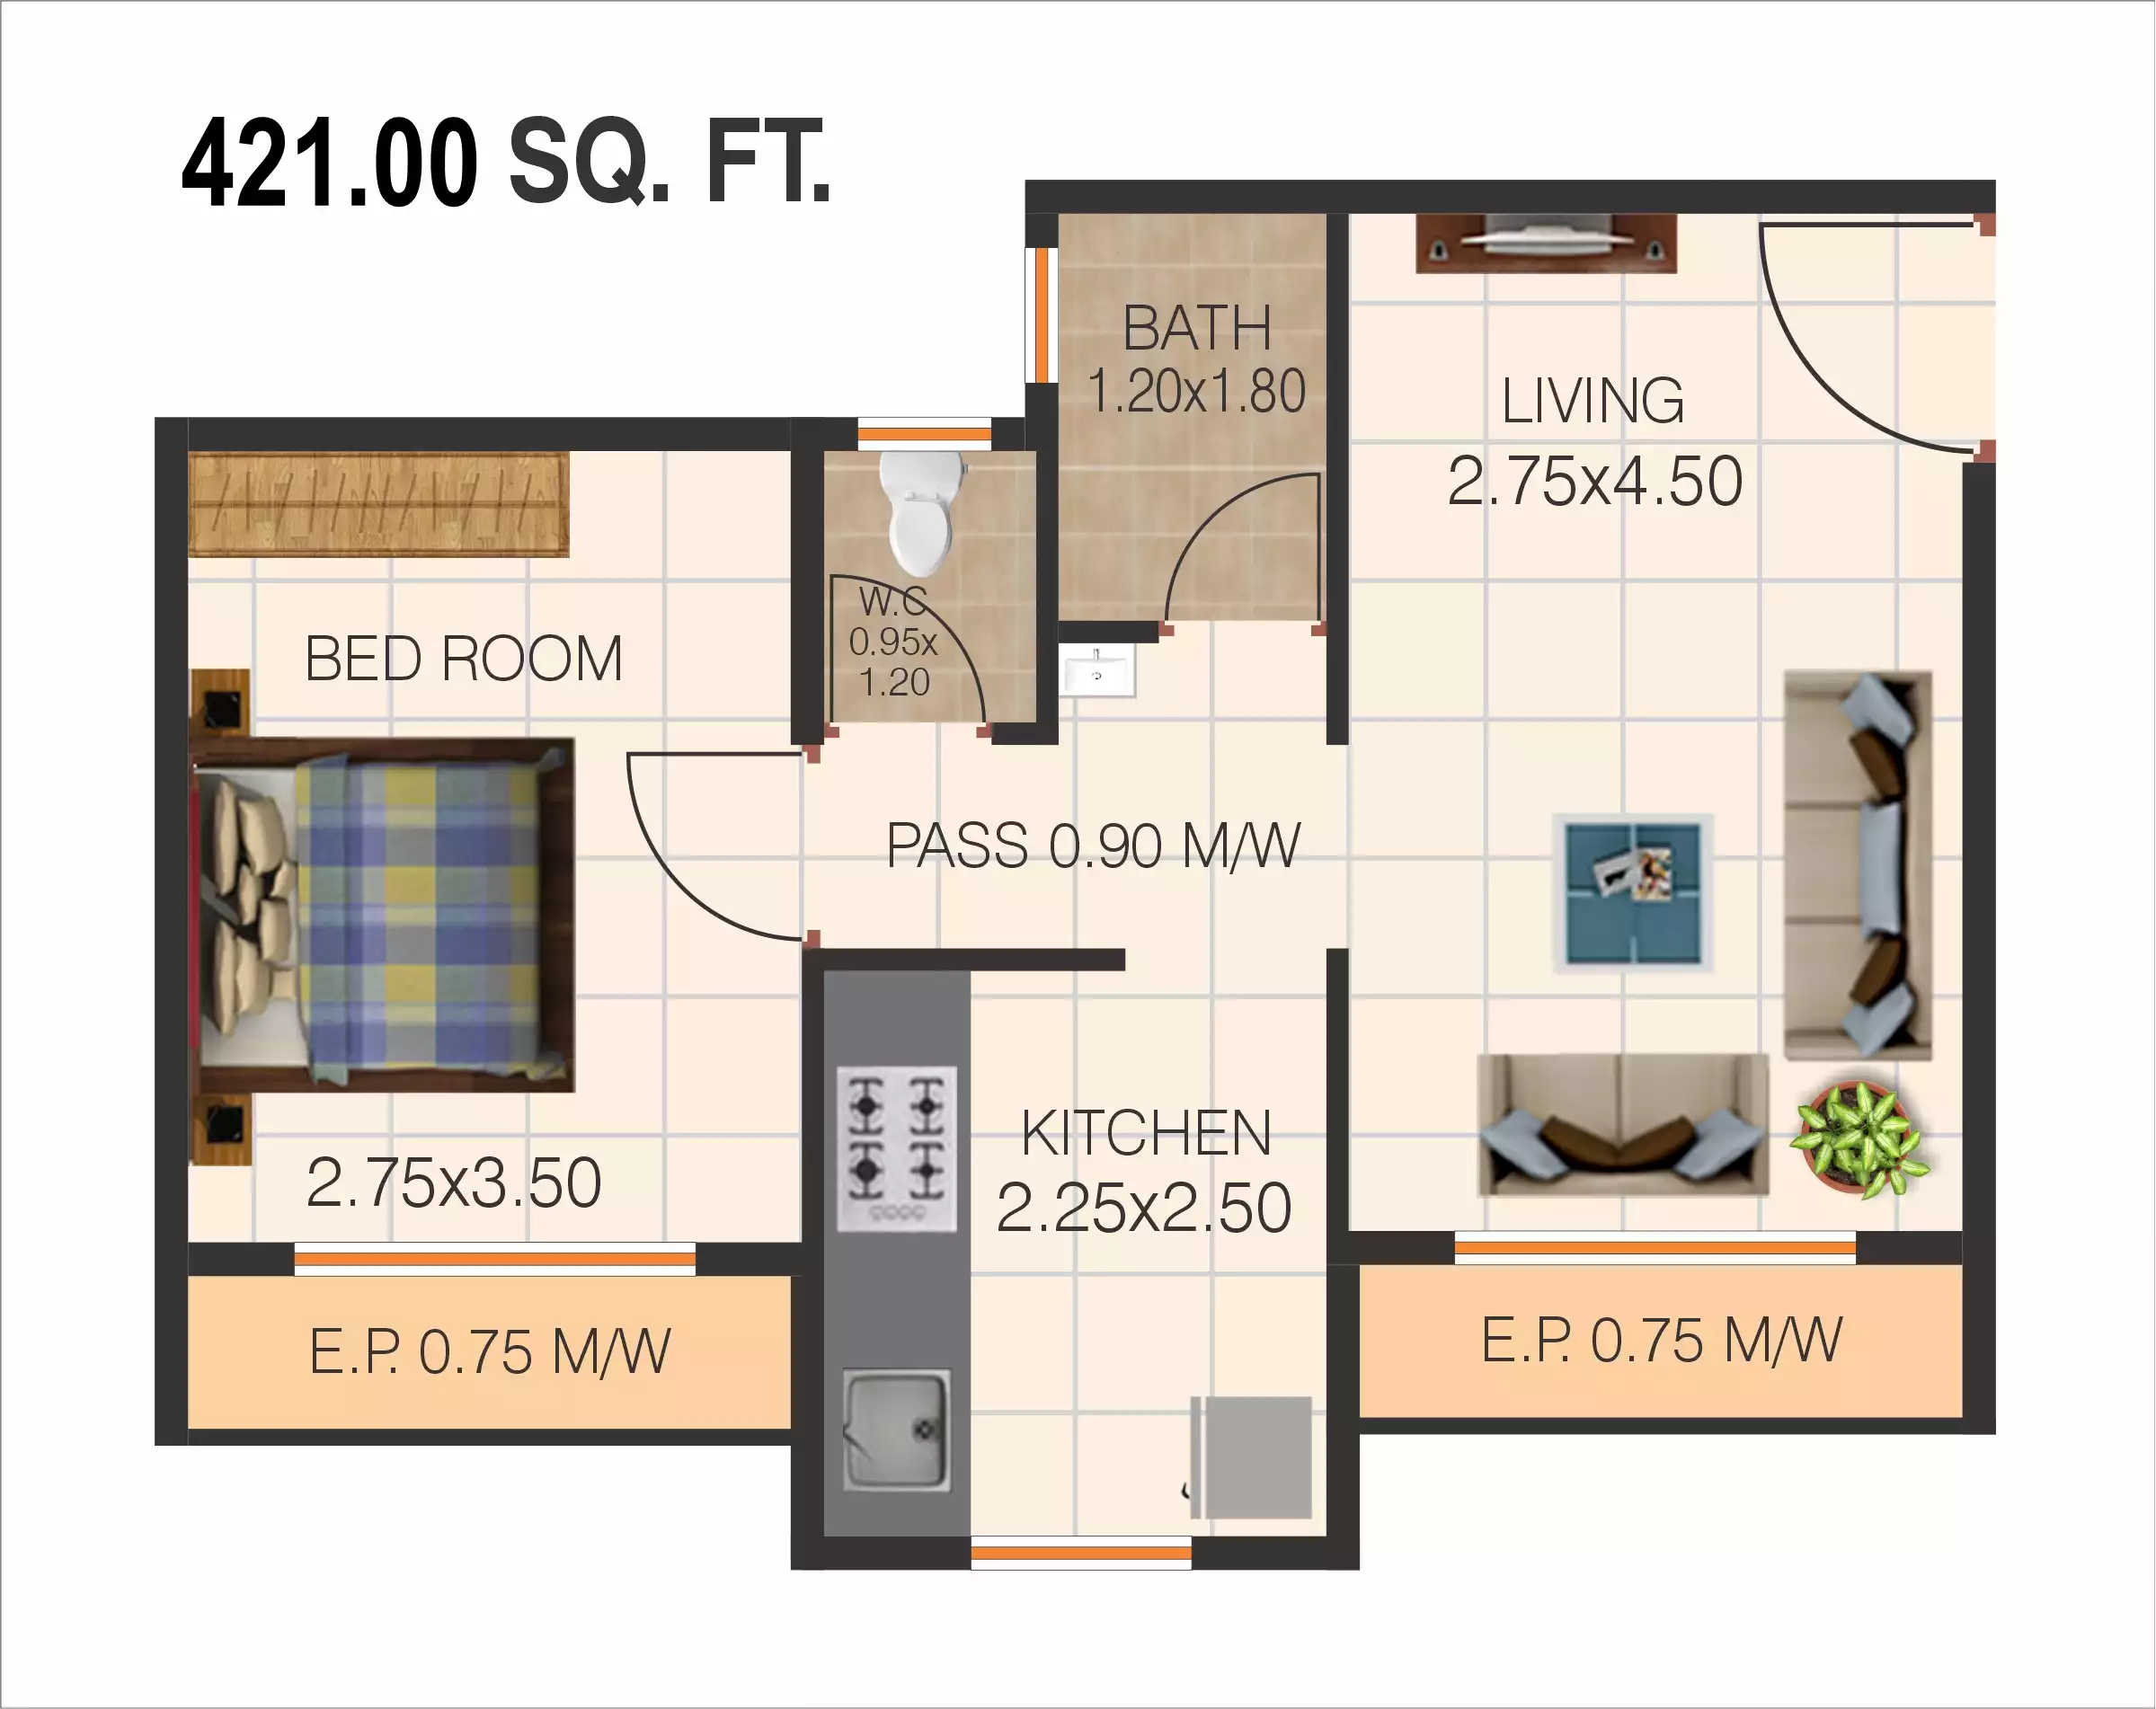 421.00 SQ. FT.
BATH
1.20x1.80
LIVING
2.75x4.50
W.C
0.95x
1.20
BED ROOM
PASS 0.90 M/W
KITCHEN
2.25x2.50
2.75x3.50
E.P. 0.75 M/W
E.P. 0.75 M/W